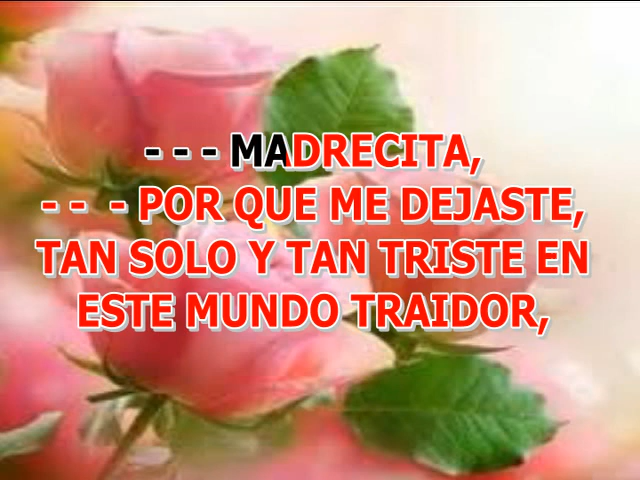 - - - MADRECITA,
- -  - POR QUE ME DEJASTE,
TAN SOLO Y TAN TRISTE EN
ESTE MUNDO TRAIDOR,